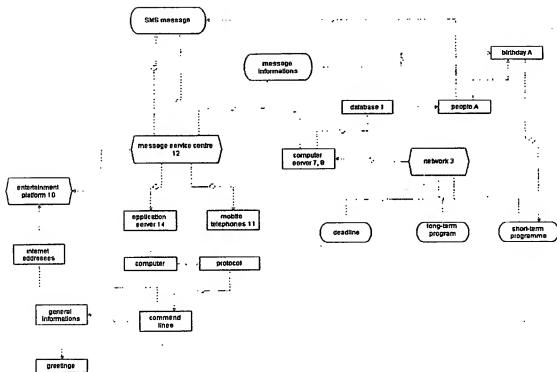 SMS message
birthday A
message
informations
database 1
people A
message service centre
12
computer
server 7, 9
network 3
entertainment
platform 10
application
server 14
mobile
telephones 11
deadline
long-term
program
short-term
programme
internet
addresses
computer
protocol
general
informations
command
lines
greetings